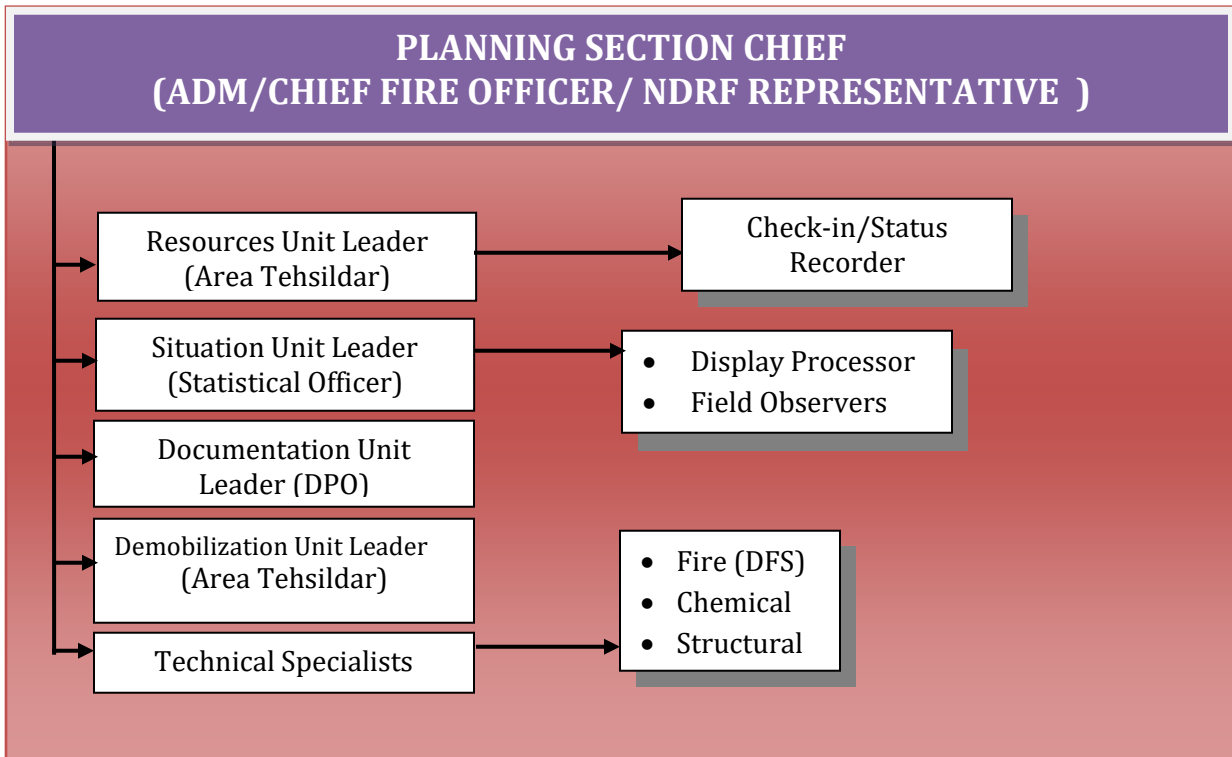 PLANNING SECTION CHIEF
(ADM/CHIEF FIRE OFFICER/ NDRF REPRESENTATIVE  )
Resources Unit Leader
(Area Tehsildar)
Check-in/Status
Recorder
Situation Unit Leader
(Statistical Officer)
• Display Processor
• Field Observers
Documentation Unit
Leader (DPO)
Demobilization Unit Leader
(Area Tehsildar)
Technical Specialists
• Fire (DFS)
• Chemical
• Structural